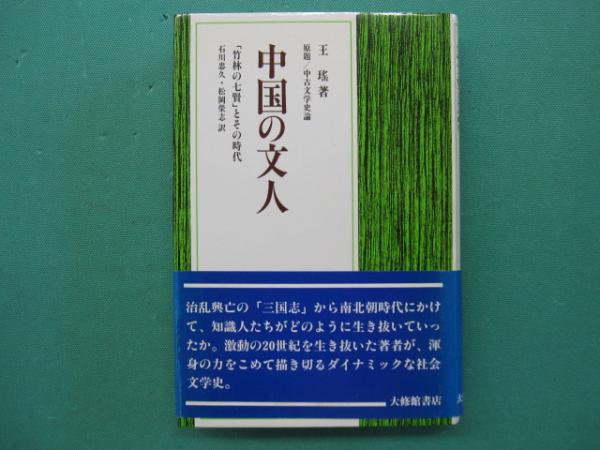 王 瑤著
原題/中古文学史論
中国の文人
「竹林の七賢」とその時代
石川忠久・松岡榮志 訳
治乱興亡の「三国志」から南北朝時代にかけ
て、知識人たちがどのように生き抜いていっ
たか。激動の20世紀を生き抜いた著者が、渾
身の力をこめて描き切るダイナミックな社会
文学史。
大修館書店
大